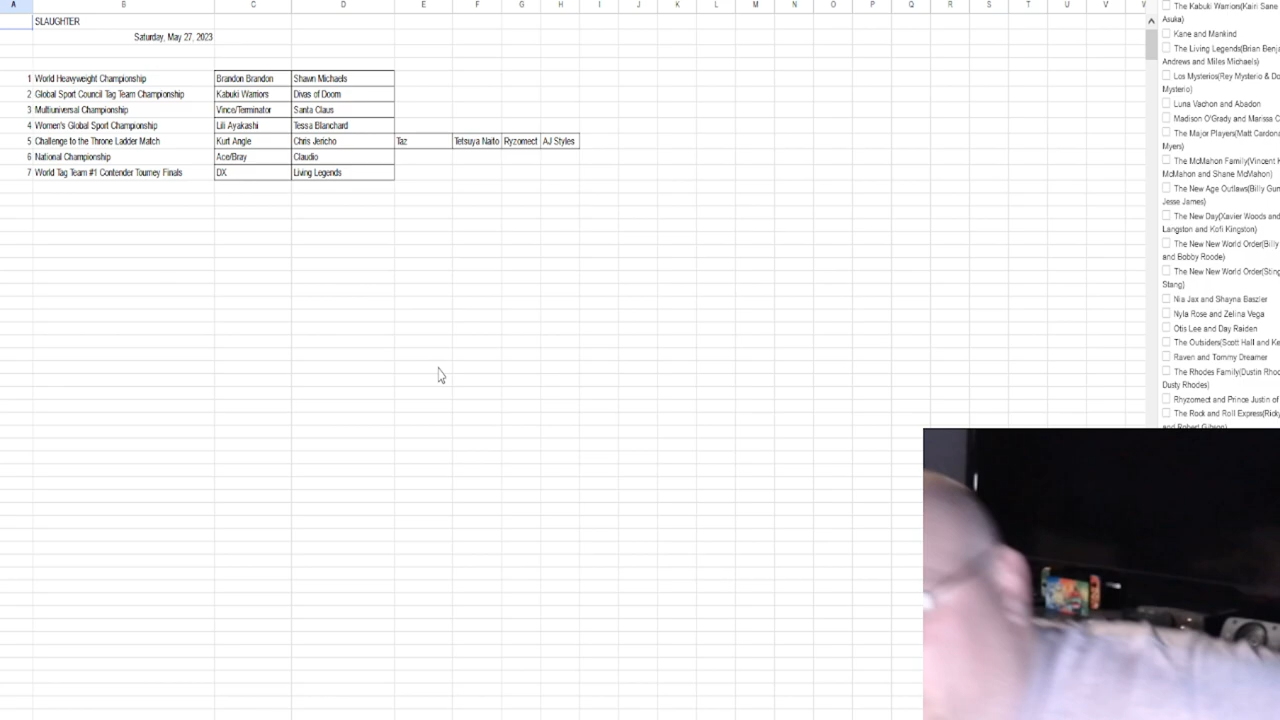 A B C D E F G H I J K L M N O P Q R S T U V
SLAUGHTER
Saturday, May 27, 2023
1 World Heavyweight Championship Brandon Brandon Shawn Michaels
2 Global Sport Council Tag Team Championship Kabuki Warriors Divas of Doom
3 Multiuniversal Championship Vince/Terminator Santa Claus
4 Women's Global Sport Championship Lili Ayakashi Tessa Blanchard
5 Challenge to the Throne Ladder Match Kurt Angle Chris Jericho Taz Tetsuya Naito Ryzomect AJ Styles
6 National Championship Ace/Bray Claudio
7 World Tag Team #1 Contender Tourney Finals DX Living Legends
The Kabuki Warriors(Kairi Sane
Asuka)
Kane and Mankind
The Living Legends(Brian Benj
Andrews and Miles Michaels)
Los Mysterios(Rey Mysterio & Do
Mysterio)
Luna Vachon and Abadon
Madison O'Grady and Marissa C
The Major Players(Matt Cardona
Myers)
The McMahon Family(Vincent K
McMahon and Shane McMahon)
The New Age Outlaws(Billy Gun
Jesse James)
The New Day(Xavier Woods and
Langston and Kofi Kingston)
The New New World Order(Billy
and Bobby Roode)
The New New World Order(Sting
Stang)
Nia Jax and Shayna Baszler
Nyla Rose and Zelina Vega
Otis Lee and Day Raiden
The Outsiders(Scott Hall and Ke
Raven and Tommy Dreamer
The Rhodes Family(Dustin Rhod
Dusty Rhodes)
Rhyzomect and Prince Justin of
The Rock and Roll Express(Ricky
and Robert Gibson)